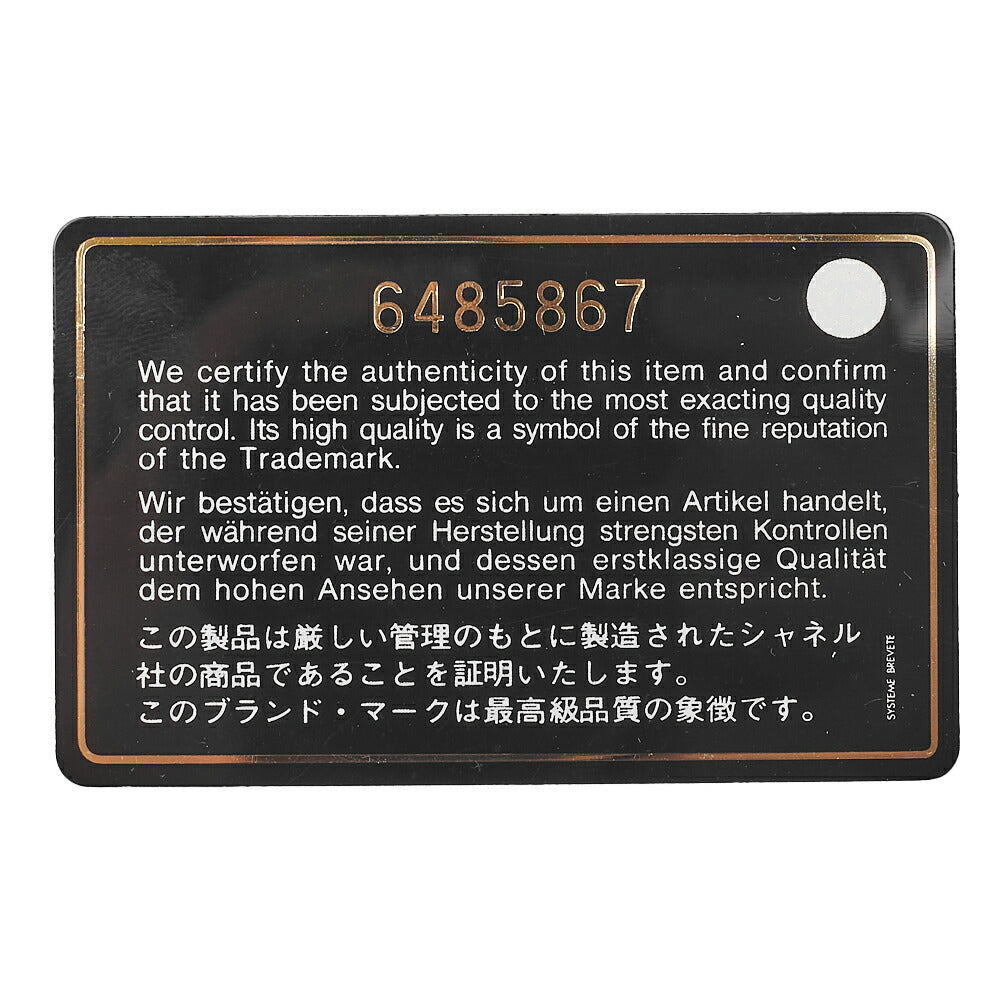 6485867
We certify the authenticity of this item and confirm
that it has been subjected to the most exacting quality
control. Its high quality is a symbol of the fine reputation
of the Trademark.
Wir bestätigen, dass es sich um einen Artikel handelt,
der während seiner Herstellung strengsten Kontrollen
unterworfen war, und dessen erstklassige Qualität
dem hohen Ansehen unserer Marke entspricht.
この製品は厳しい管理のもとに製造されたシャネル
社の商品であることを証明いたします。
このブランド・マークは最高級品質の象徴です。
SYSTEME BREVETE